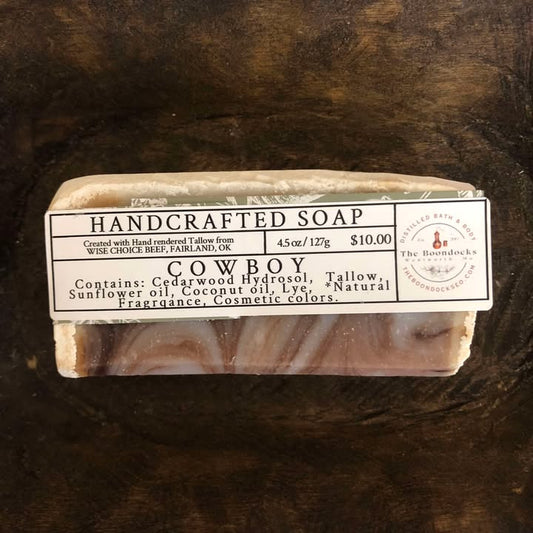 HANDCRAFTED SOAP
Created with Hand rendered Tallow from
WISE CHOICE BEEF, FAIRLAND, OK
4.5 oz / 127g
$10.00
COWBOY
Contains: Cedarwood Hydrosol, Tallow,
Sunflower oil, Coconut oil, Lye, *Natural
Fragrqance, Cosmetic colors.
DISTILLED BATH & BODY
The Boondocks
THEBOONDOCKSEO.COM